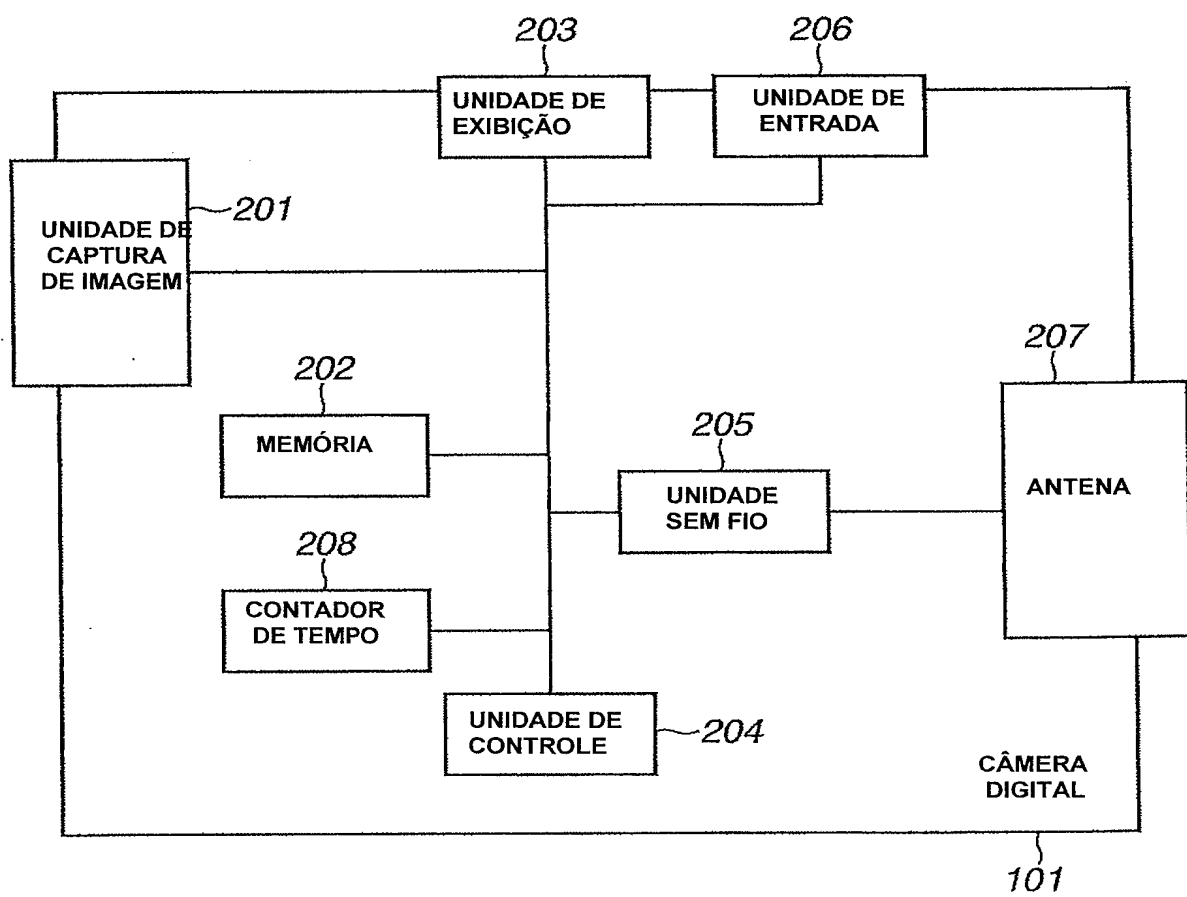 203
206
UNIDADE DE
EXIBIÇÃO
UNIDADE DE
ENTRADA
201
UNIDADE DE
CAPTURA
DE IMAGEM
207
202
MEMÓRIA
205
UNIDADE
SEM FIO
ANTENA
208
CONTADOR
DE TEMPO
UNIDADE DE
CONTROLE
204
CÂMERA
DIGITAL
101